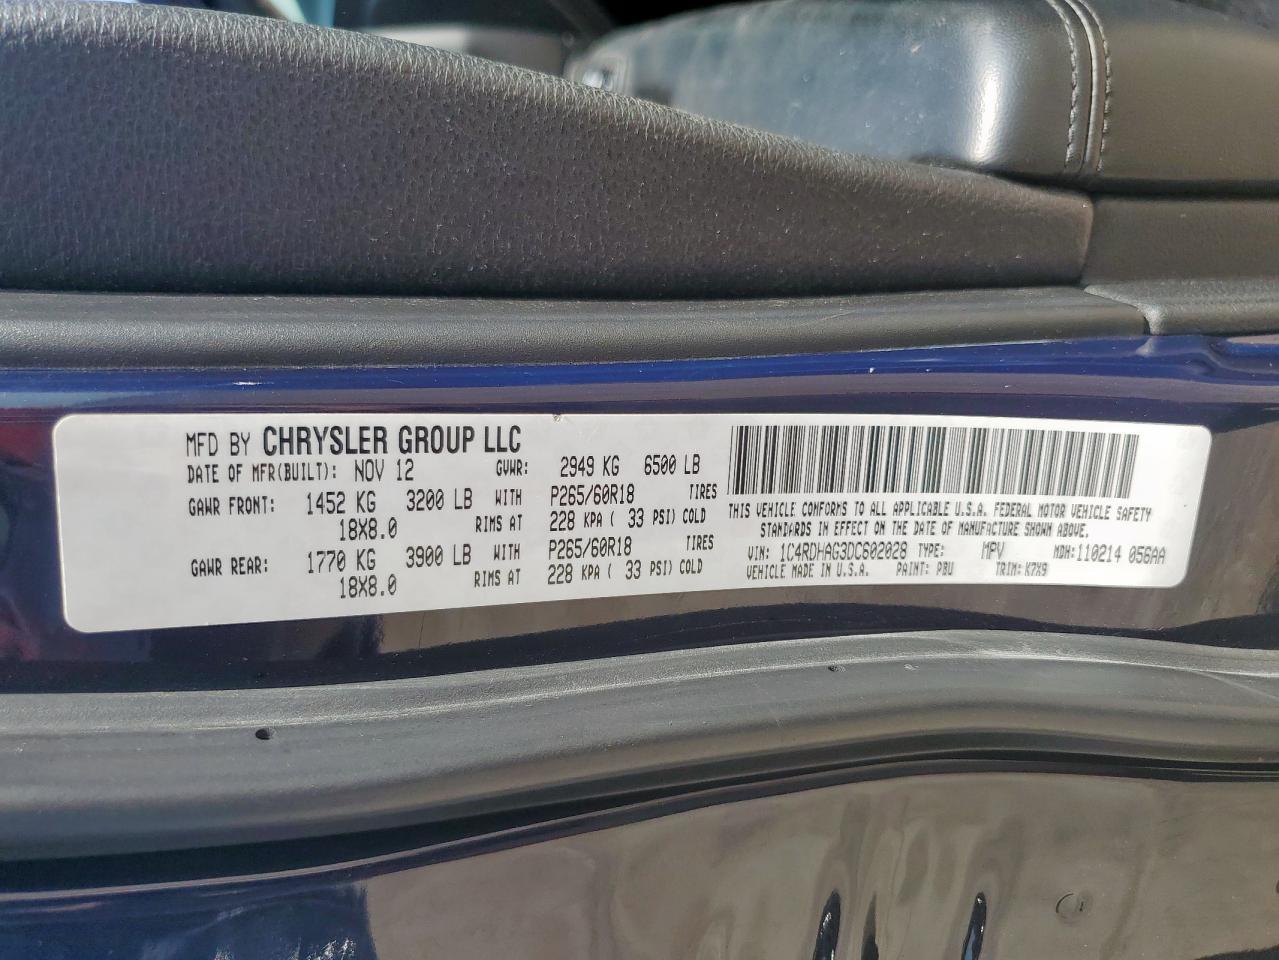 MFD BY CHRYSLER GROUP LLC
DATE OF MFR(BUILT): NOV 12 GVWR: 2949 KG 6500 LB
GAWR FRONT: 1452 KG 3200 LB WITH P265/60R18 TIRES
18X8.0 RIMS AT 228 KPA ( 33 PSI) COLD
GAWR REAR: 1770 KG 3900 LB WITH P265/60R18 TIRES
18X8.0 RIMS AT 228 KPA ( 33 PSI) COLD
THIS VEHICLE CONFORMS TO ALL APPLICABLE U.S.A. FEDERAL MOTOR VEHICLE SAFETY
STANDARDS IN EFFECT ON THE DATE OF MANUFACTURE SHOWN ABOVE.
VIN: 1C4RDHAG3DC602028 TYPE: MPV MDH: 110214 056AA
VEHICLE MADE IN U.S.A. PAINT: PBU TRIM: K7X9